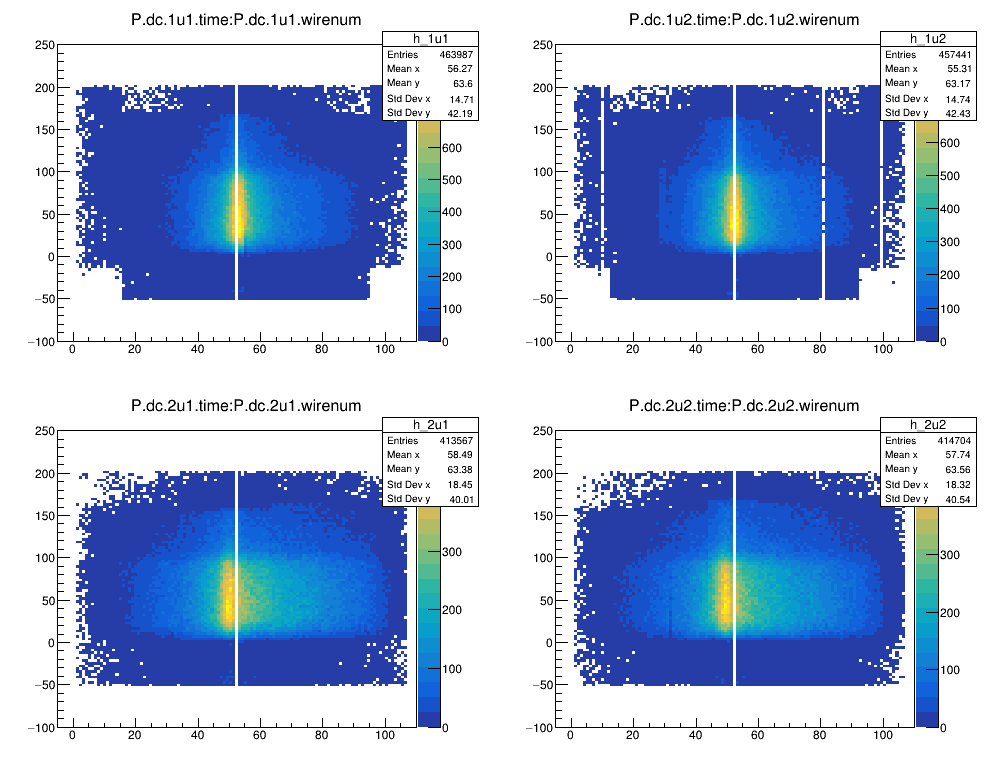 P.dc.1u1.time:P.dc.1u1.wirenum
h_1u1
Entries 463987
Mean x 56.27
Mean y 63.6
Std Dev x 14.71
Std Dev y 42.19
250
200
150
100
50
0
−50
−100
0 20 40 60 80 100
600
500
400
300
200
100
0
P.dc.1u2.time:P.dc.1u2.wirenum
h_1u2
Entries 457441
Mean x 55.31
Mean y 63.17
Std Dev x 14.74
Std Dev y 42.43
250
200
150
100
50
0
−50
−100
0 20 40 60 80 100
600
500
400
300
200
100
0
P.dc.2u1.time:P.dc.2u1.wirenum
h_2u1
Entries 413567
Mean x 58.49
Mean y 63.38
Std Dev x 18.45
Std Dev y 40.01
250
200
150
100
50
0
−50
−100
0 20 40 60 80 100
300
200
100
0
P.dc.2u2.time:P.dc.2u2.wirenum
h_2u2
Entries 414704
Mean x 57.74
Mean y 63.56
Std Dev x 18.32
Std Dev y 40.54
250
200
150
100
50
0
−50
−100
0 20 40 60 80 100
300
200
100
0